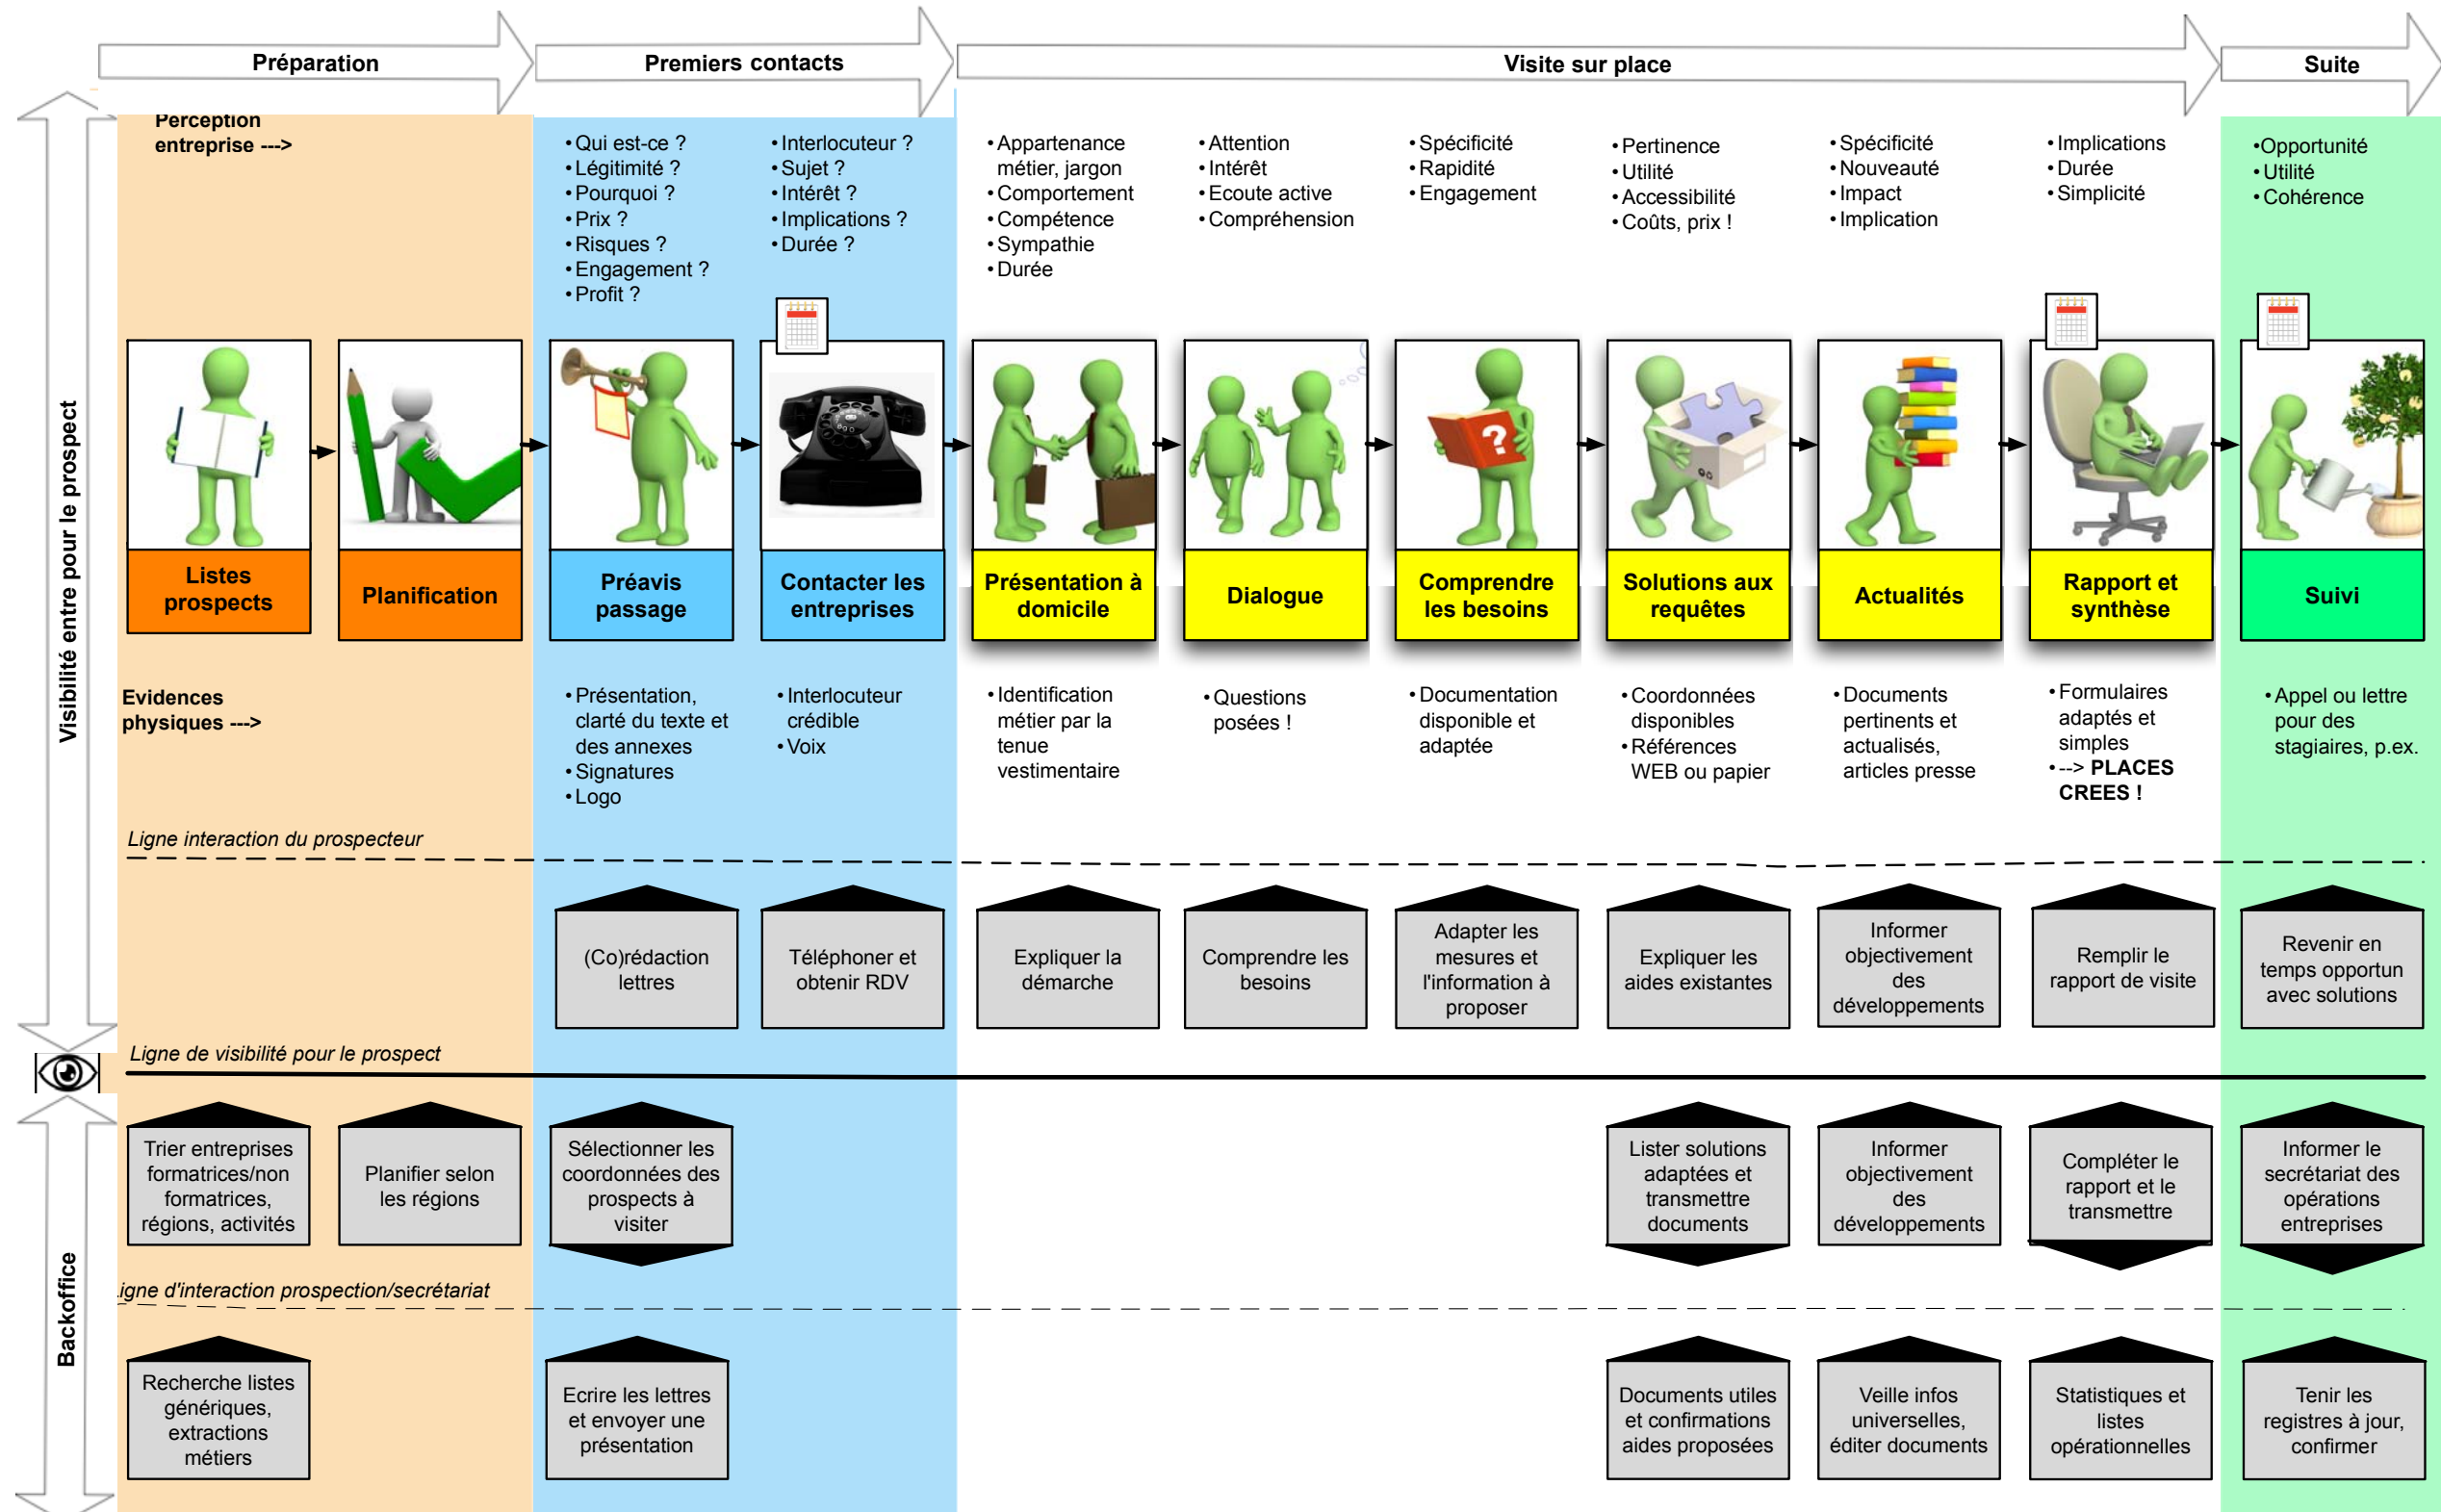 Préparation
Premiers contacts
Visite sur place
Suite
Visibilité entre pour le prospect
Backoffice
Perception
entreprise --->
• Qui est-ce ?
• Légitimité ?
• Pourquoi ?
• Prix ?
• Risques ?
• Engagement ?
• Profit ?
• Interlocuteur ?
• Sujet ?
• Intérêt ?
• Implications ?
• Durée ?
• Appartenance
métier, jargon
• Comportement
• Compétence
• Sympathie
• Durée
• Attention
• Intérêt
• Ecoute active
• Compréhension
• Spécificité
• Rapidité
• Engagement
• Pertinence
• Utilité
• Accessibilité
• Coûts, prix !
• Spécificité
• Nouveauté
• Impact
• Implication
• Implications
• Durée
• Simplicité
• Opportunité
• Utilité
• Cohérence
?
Listes
prospects
Planification
Préavis
passage
Contacter les
entreprises
Présentation à
domicile
Dialogue
Comprendre
les besoins
Solutions aux
requêtes
Actualités
Rapport et
synthèse
Suivi
Evidences
physiques --->
• Présentation,
clarté du texte et
des annexes
• Signatures
• Logo
• Interlocuteur
crédible
• Voix
• Identification
métier par la
tenue
vestimentaire
• Questions
posées !
• Documentation
disponible et
adaptée
• Coordonnées
disponibles
• Références
WEB ou papier
• Documents
pertinents et
actualisés,
articles presse
• Formulaires
adaptés et
simples
• --> PLACES
CREES !
• Appel ou lettre
pour des
stagiaires, p.ex.
Ligne interaction du prospecteur
(Co)rédaction
lettres
Téléphoner et
obtenir RDV
Expliquer la
démarche
Comprendre les
besoins
Adapter les
mesures et
l'information à
proposer
Expliquer les
aides existantes
Informer
objectivement
des
développements
Remplir le
rapport de visite
Revenir en
temps opportun
avec solutions
Ligne de visibilité pour le prospect
Trier entreprises
formatrices/non
formatrices,
régions, activités
Planifier selon
les régions
Sélectionner les
coordonnées des
prospects à
visiter
Lister solutions
adaptées et
transmettre
documents
Informer
objectivement
des
développements
Compléter le
rapport et le
transmettre
Informer le
secrétariat des
opérations
entreprises
igne d'interaction prospection/secrétariat
Recherche listes
génériques,
extractions
métiers
Ecrire les lettres
et envoyer une
présentation
Documents utiles
et confirmations
aides proposées
Veille infos
universelles,
éditer documents
Statistiques et
listes
opérationnelles
Tenir les
registres à jour,
confirmer